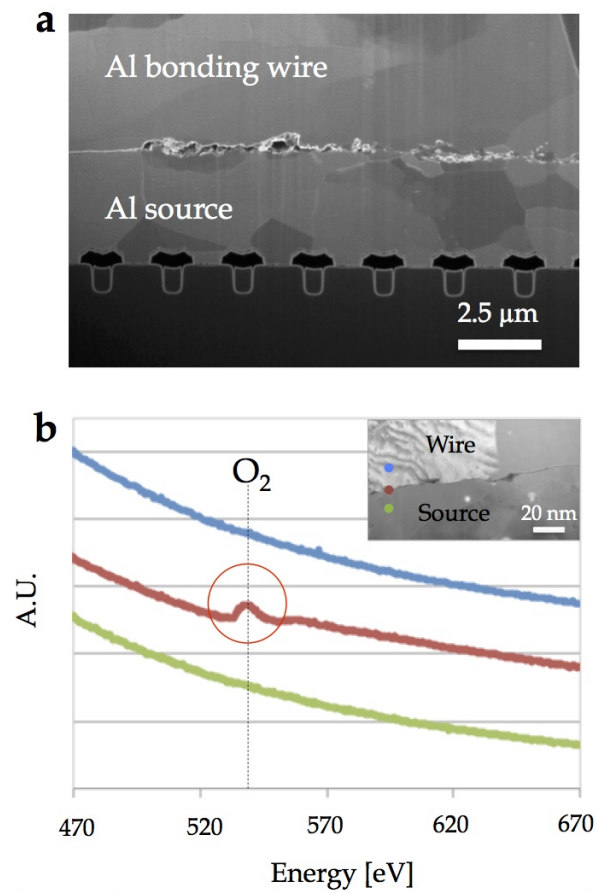 a
Al bonding wire
Al source
2.5 μm
b
O2
Wire
Source
20 nm
A.U.
470 520 570 620 670
Energy [eV]